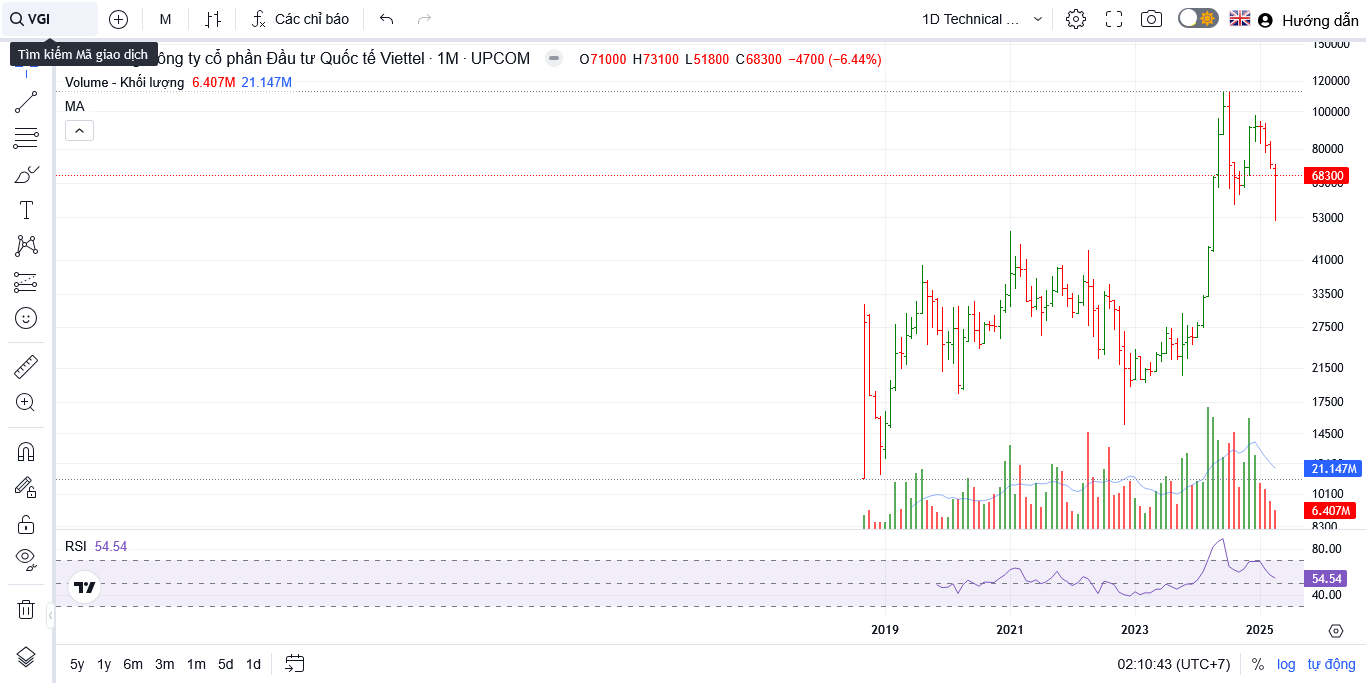 VGI
M
Các chỉ báo
1D Technical ...
Hướng dẫn
Tìm kiếm Mã giao dịch
ông ty cổ phần Đầu tư Quốc tế Viettel · 1M · UPCOM
O71000 H73100 L51800 C68300 −4700 (−6.44%)
Volume - Khối lượng 6.407M 21.147M
MA
150000
120000
100000
80000
68300
65000
53000
41000
33500
27500
21500
17500
14500
21.147M
10100
6.407M
8300
RSI 54.54
80.00
54.54
40.00
2019 2021 2023 2025
5y 1y 6m 3m 1m 5d 1d
02:10:43 (UTC+7) % log tự động